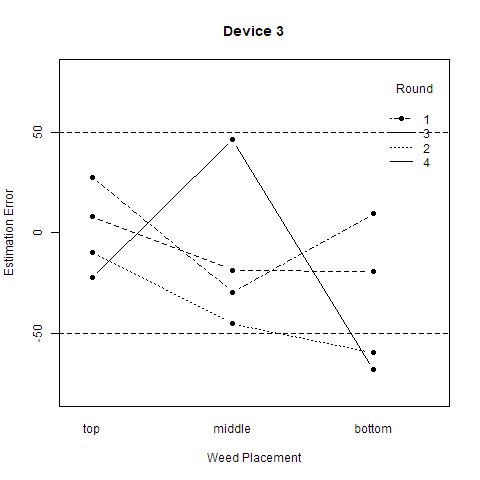 Device 3
Round
1
3
2
4
50
0
-50
Estimation Error
top middle bottom
Weed Placement